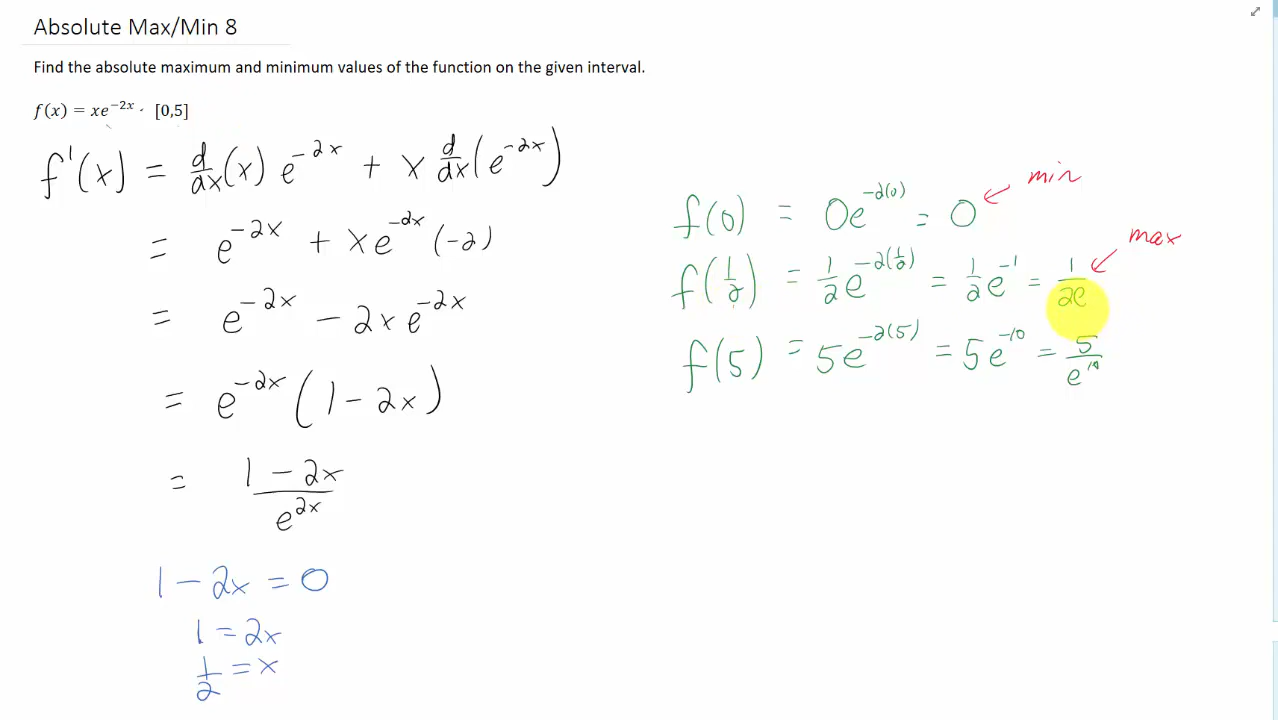 Absolute Max/Min 8
Find the absolute maximum and minimum values of the function on the given interval.
f(x) = xe^{-2x} · [0,5]
f'(x) = d/dx (x) e^{-2x} + x d/dx (e^{-2x})
= e^{-2x} + xe^{-2x} (-2)
= e^{-2x} - 2xe^{-2x}
= e^{-2x} (1 - 2x)
= (1 - 2x)/e^{2x}
1 - 2x = 0
1 = 2x
1/2 = x
min
f(0) = 0e^{-2(0)} = 0
max
f(1/2) = 1/2 e^{-2(1/2)} = 1/2 e^{-1} = 1/2e
f(5) = 5e^{-2(5)} = 5e^{-10} = 5/e^{10}